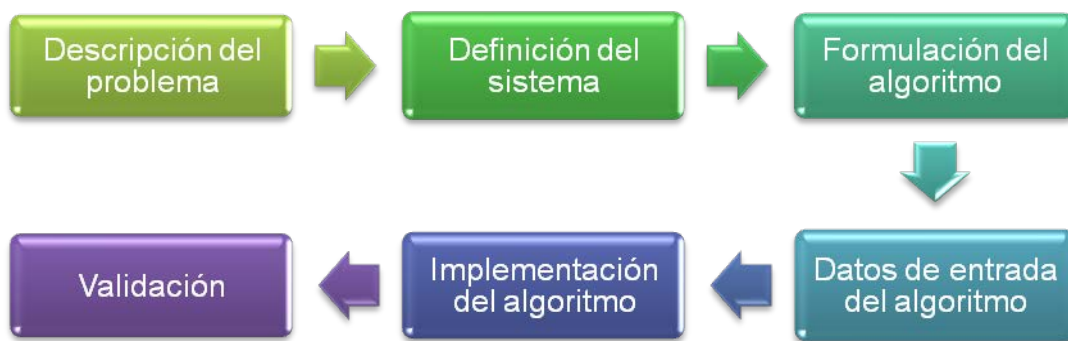 Descripción del
problema
Definición del
sistema
Formulación del
algoritmo
Datos de entrada
del algoritmo
Implementación
del algoritmo
Validación